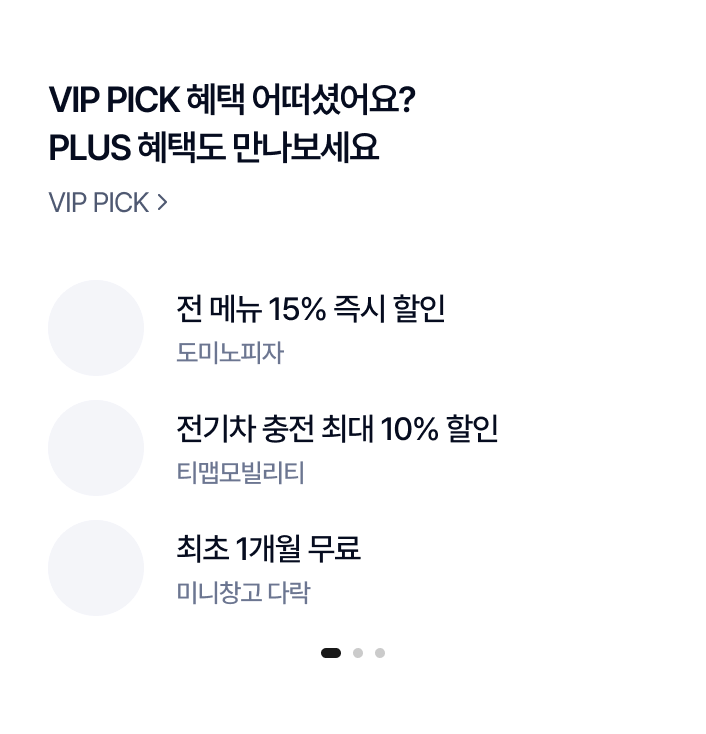 VIP PICK 혜택 어떠셨어요?
PLUS 혜택도 만나보세요
VIP PICK >
전 메뉴 15% 즉시 할인
도미노피자
전기차 충전 최대 10% 할인
티맵모빌리티
최초 1개월 무료
미니창고 다락